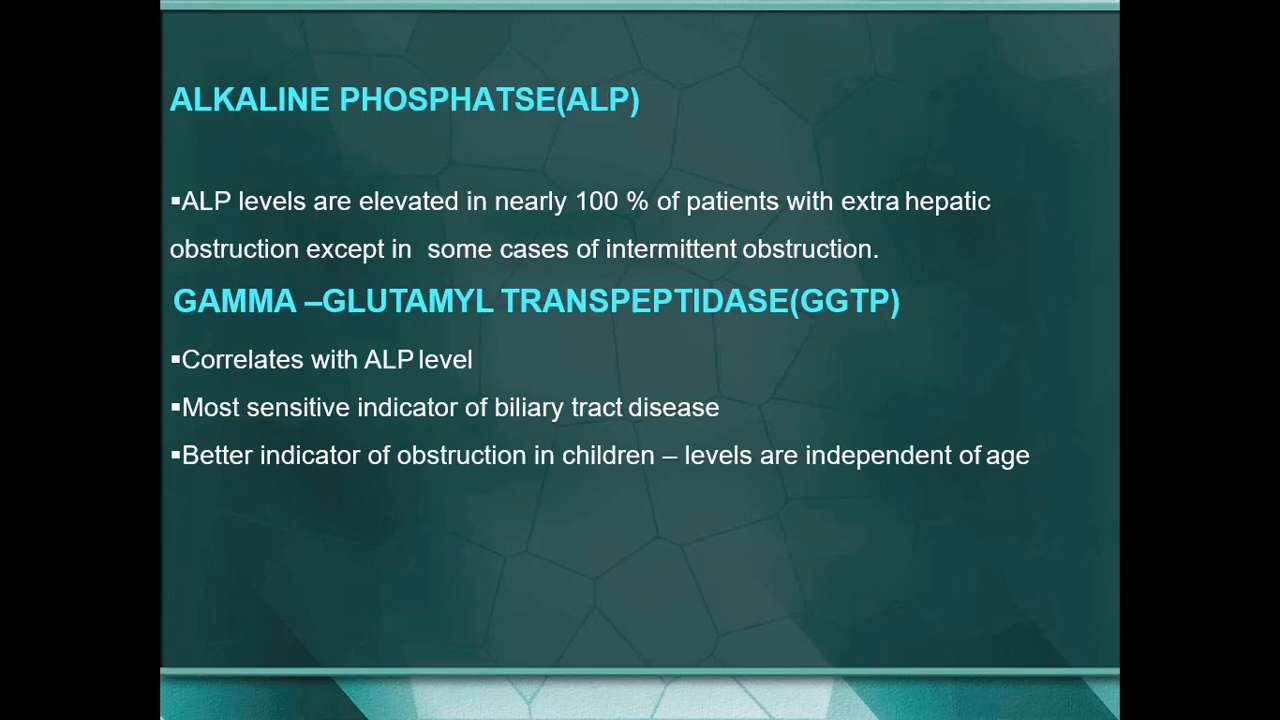 ALKALINE PHOSPHATSE(ALP)
▪ALP levels are elevated in nearly 100 % of patients with extra hepatic
obstruction except in some cases of intermittent obstruction.
GAMMA –GLUTAMYL TRANSPEPTIDASE(GGTP)
▪Correlates with ALP level
▪Most sensitive indicator of biliary tract disease
▪Better indicator of obstruction in children – levels are independent of age